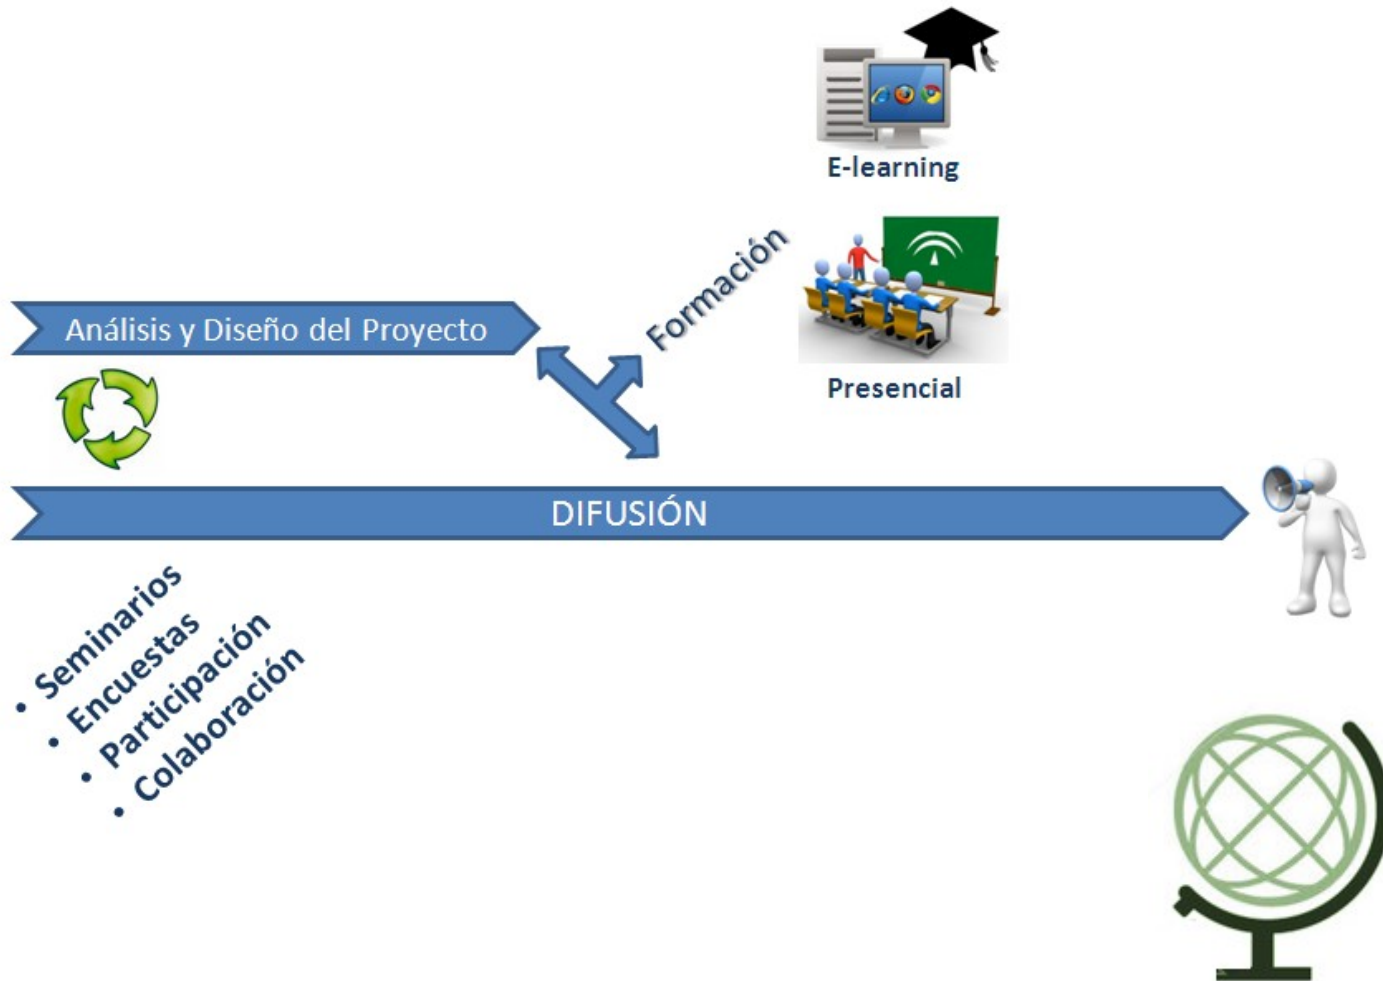 E-learning
Formación
Presencial
Análisis y Diseño del Proyecto
DIFUSIÓN
• Seminarios
• Encuestas
• Participación
• Colaboración